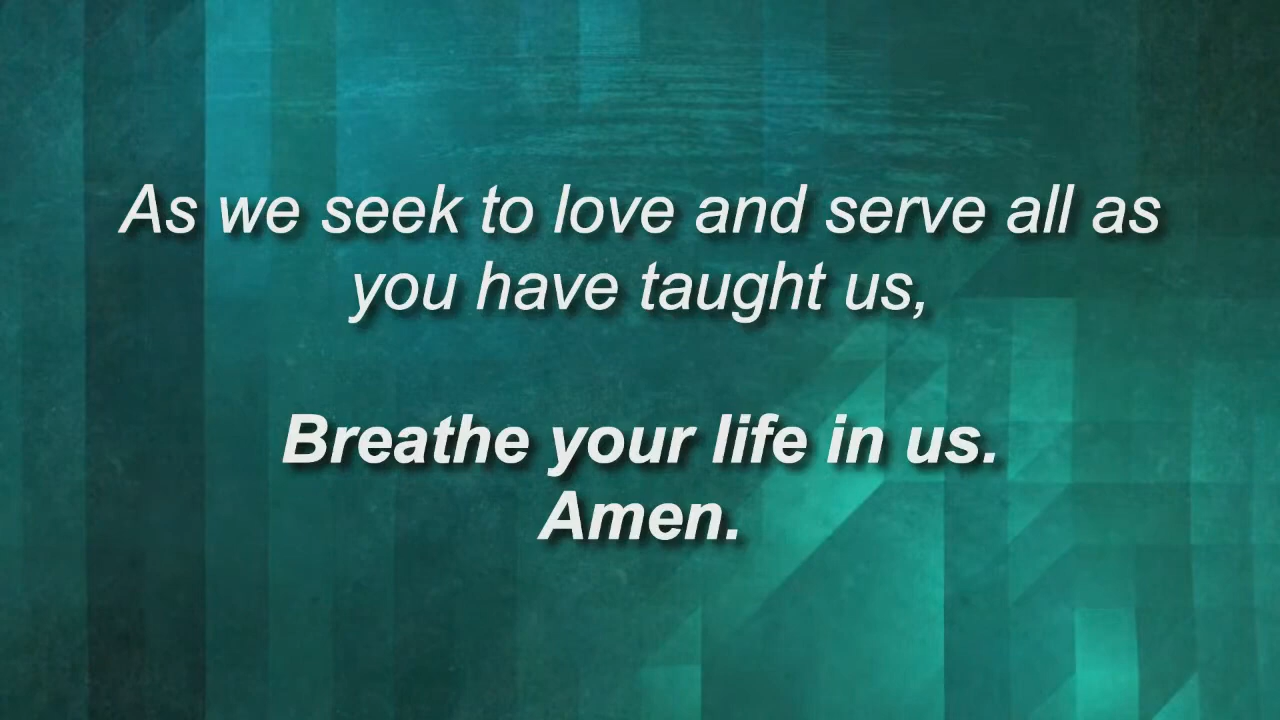 As we seek to love and serve all as
you have taught us,
Breathe your life in us.
Amen.